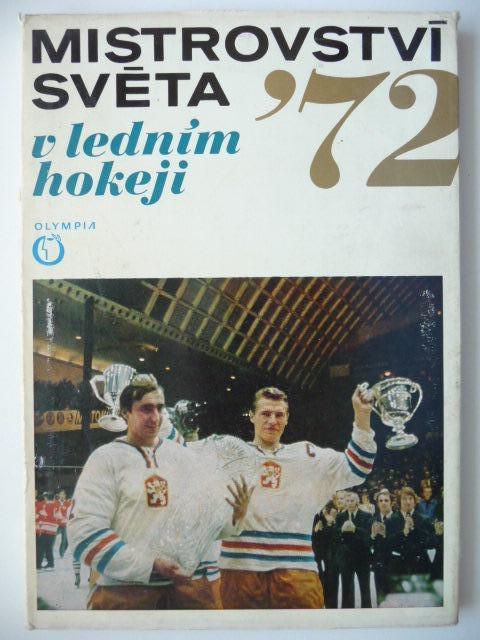 MISTROVSTVÍ
SVĚTA '72
v ledním
hokeji
OLYMPIA
C